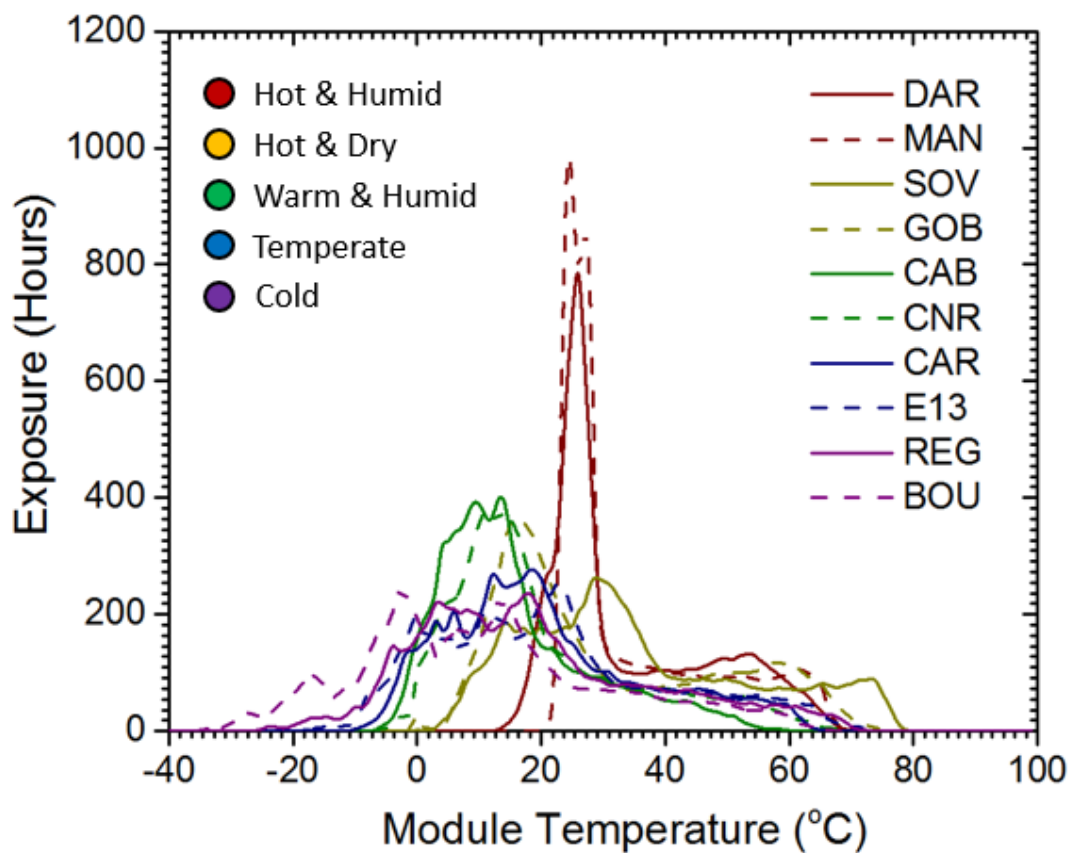 1200
1000
800
600
400
200
0
Exposure (Hours)
Hot & Humid
Hot & Dry
Warm & Humid
Temperate
Cold
DAR
MAN
SOV
GOB
CAB
CNR
CAR
E13
REG
BOU
-40 -20 0 20 40 60 80 100
Module Temperature (°C)